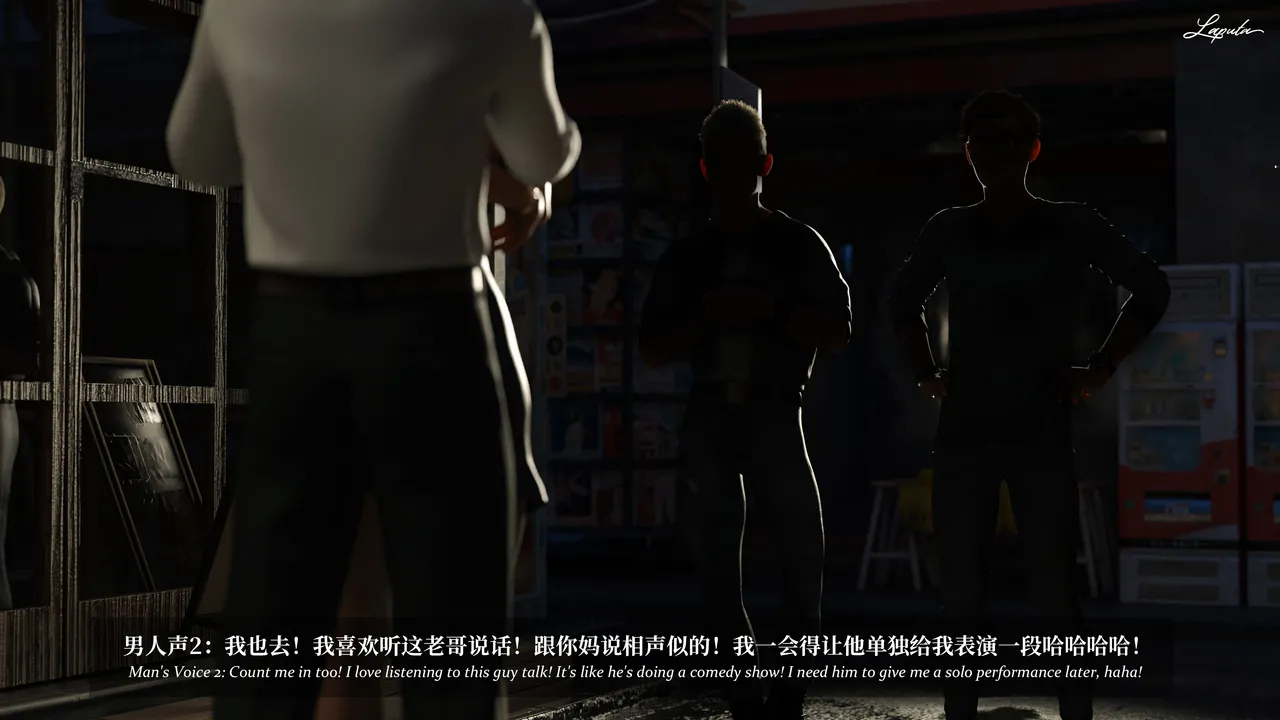 Laputa
男人声2：我也去！我喜欢听这老哥说话！跟你妈说相声似的！我一会得让他单独给我表演一段哈哈哈哈！
Man's Voice 2: Count me in too! I love listening to this guy talk! It's like he's doing a comedy show! I need him to give me a solo performance later, haha!